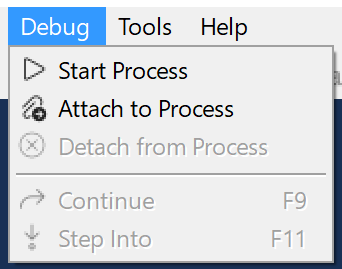 Debug Tools Help
Start Process
Attach to Process
Detach from Process
Continue F9
Step Into F11